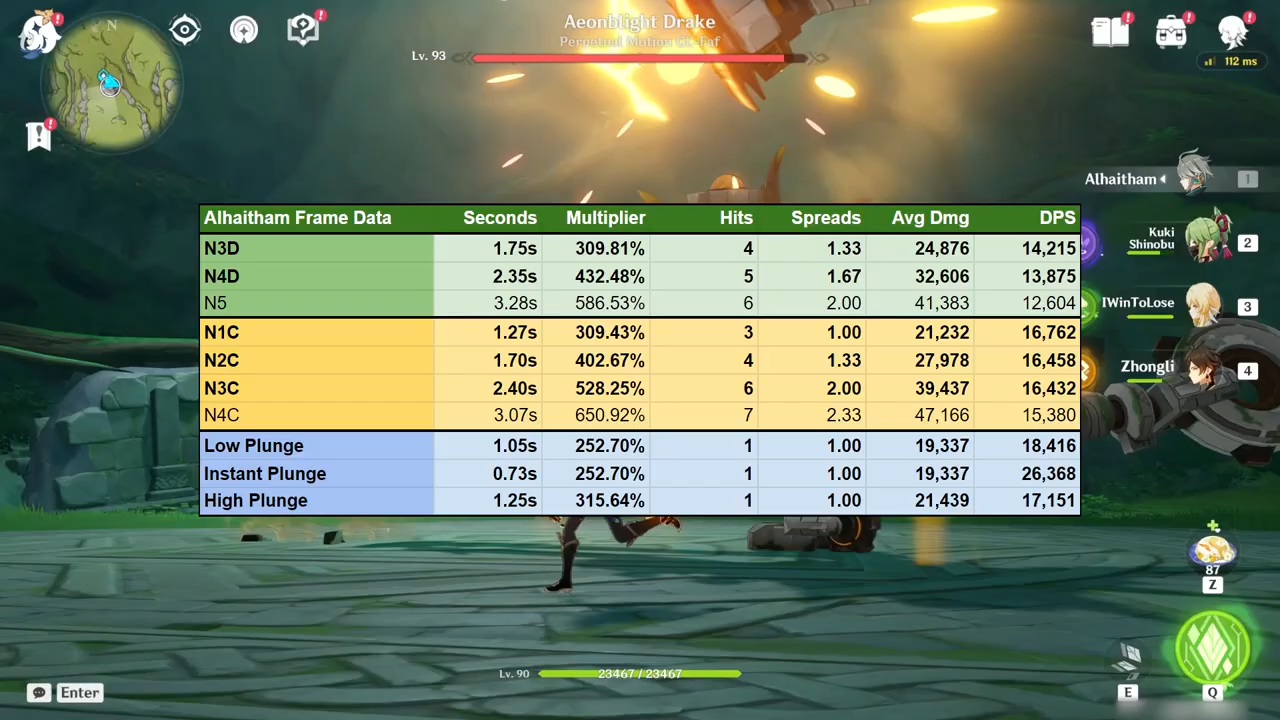 N
Aeonblight Drake
Perpetual Motion GL-Faf
Lv. 93
112 ms
Alhaitham 1
Kuki
Shinobu
2
IWinToLose 3
Zhongli 4
Alhaitham Frame Data Seconds Multiplier Hits Spreads Avg Dmg DPS
N3D 1.75s 309.81% 4 1.33 24,876 14,215
N4D 2.35s 432.48% 5 1.67 32,606 13,875
N5 3.28s 586.53% 6 2.00 41,383 12,604
N1C 1.27s 309.43% 3 1.00 21,232 16,762
N2C 1.70s 402.67% 4 1.33 27,978 16,458
N3C 2.40s 528.25% 6 2.00 39,437 16,432
N4C 3.07s 650.92% 7 2.33 47,166 15,380
Low Plunge 1.05s 252.70% 1 1.00 19,337 18,416
Instant Plunge 0.73s 252.70% 1 1.00 19,337 26,368
High Plunge 1.25s 315.64% 1 1.00 21,439 17,151
87
Z
Lv. 90 23467 / 23467
Enter
E
Q